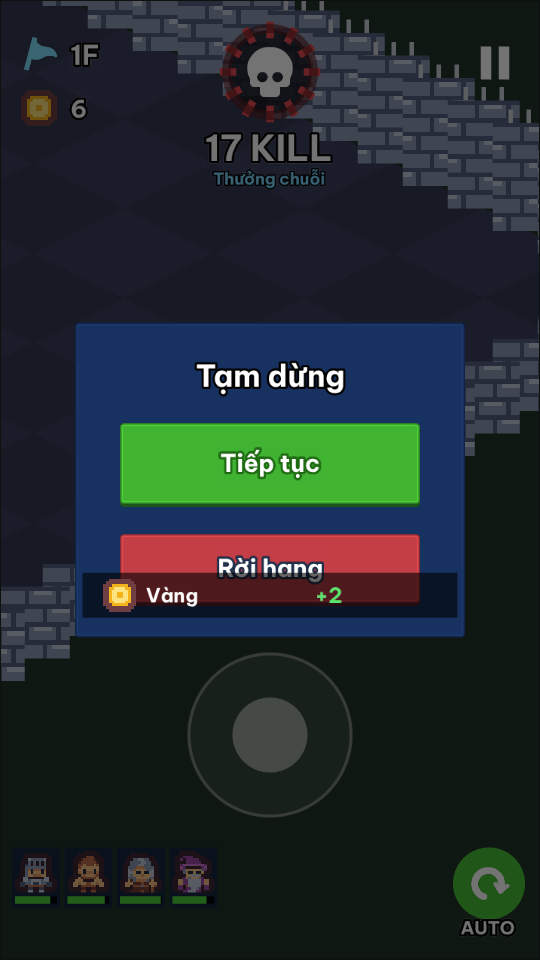 1F
6
17 KILL
Thưởng chuỗi
Tạm dừng
Tiếp tục
Rời hang
Vàng +2
AUTO